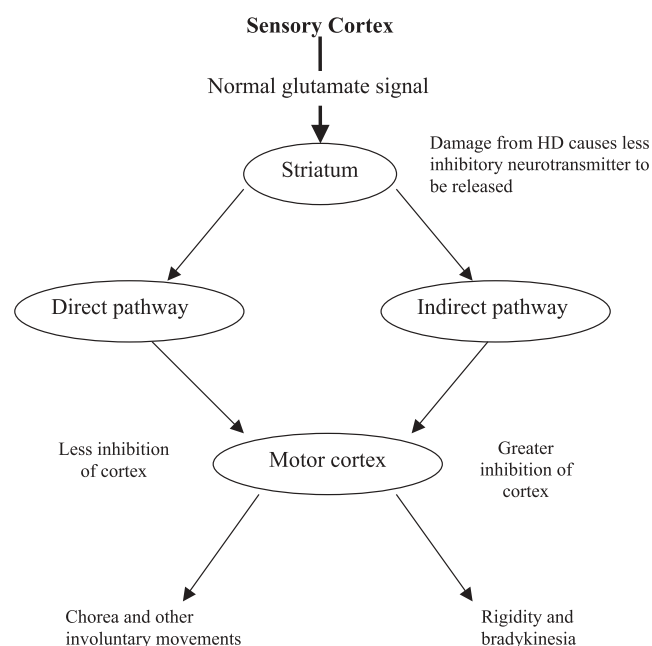 Sensory Cortex
Normal glutamate signal
Damage from HD causes less
inhibitory neurotransmitter to
be released
Striatum
Direct pathway
Indirect pathway
Less inhibition
of cortex
Motor cortex
Greater
inhibition of
cortex
Chorea and other
involuntary movements
Rigidity and
bradykinesia